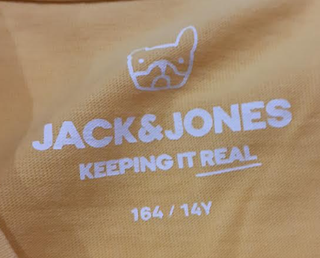 JACK&JONES
KEEPING IT REAL
164 / 14Y